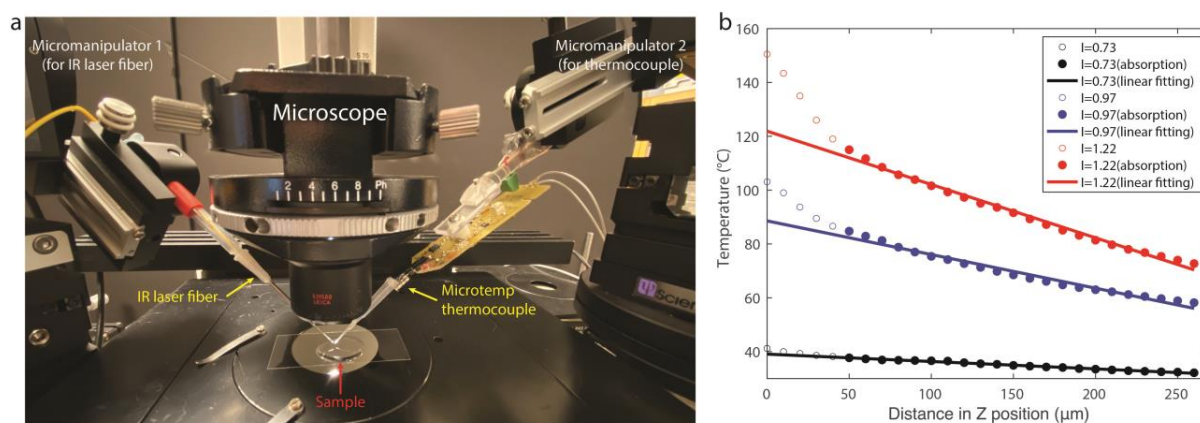 a
Micromanipulator 1
(for IR laser fiber)
Micromanipulator 2
(for thermocouple)
Microscope
2 4 6 8 Ph
IR laser fiber
Microtemp
thermocouple
Sample
b
160
140
120
100
80
60
40
Temperature (°C)
I=0.73
I=0.73(absorption)
I=0.73(linear fitting)
I=0.97
I=0.97(absorption)
I=0.97(linear fitting)
I=1.22
I=1.22(absorption)
I=1.22(linear fitting)
0 50 100 150 200 250
Distance in Z position (µm)